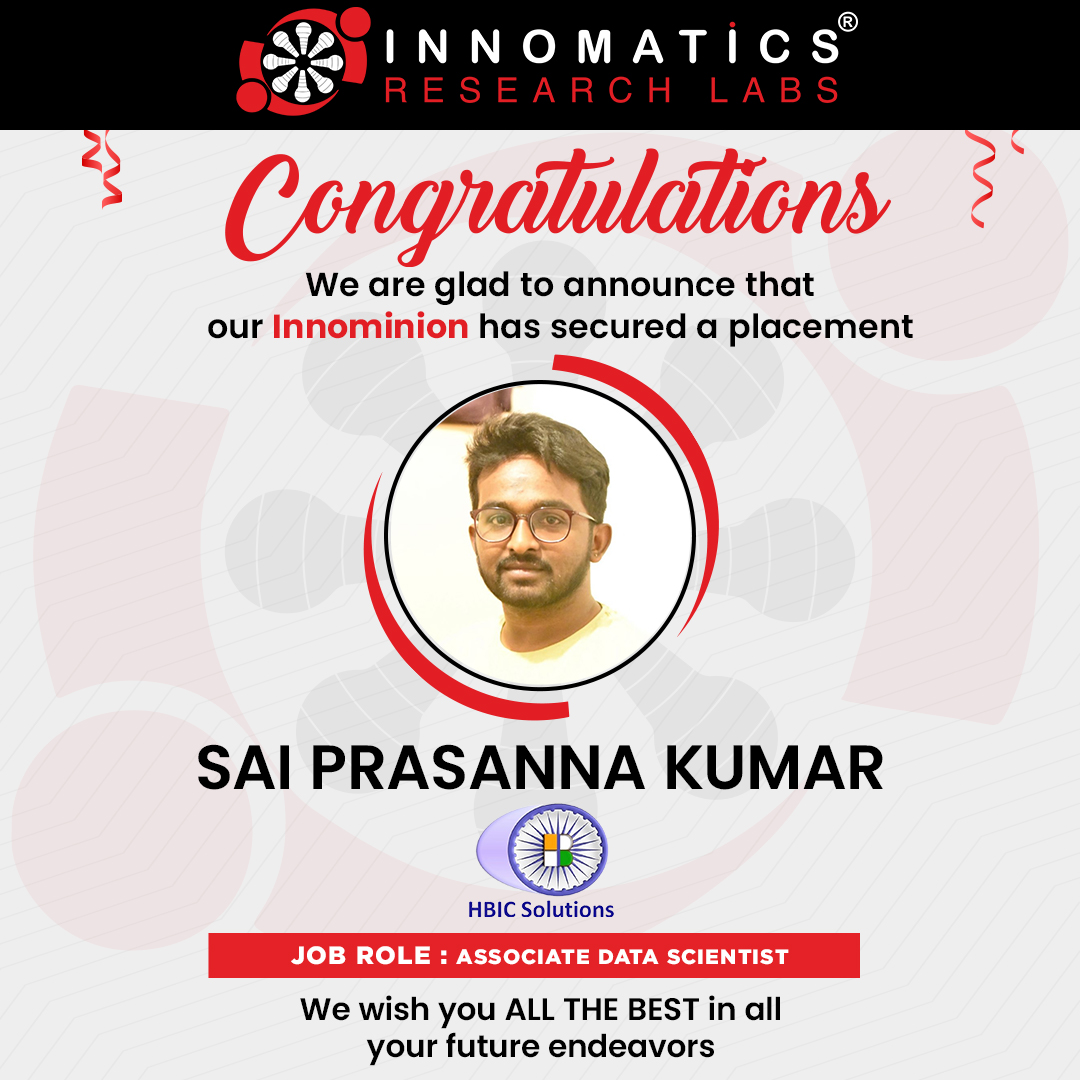 INNOMATICS®
RESEARCH LABS
Congratulations
We are glad to announce that
our Innominion has secured a placement
SAI PRASANNA KUMAR
HB
HBIC Solutions
JOB ROLE : ASSOCIATE DATA SCIENTIST
We wish you ALL THE BEST in all
your future endeavors